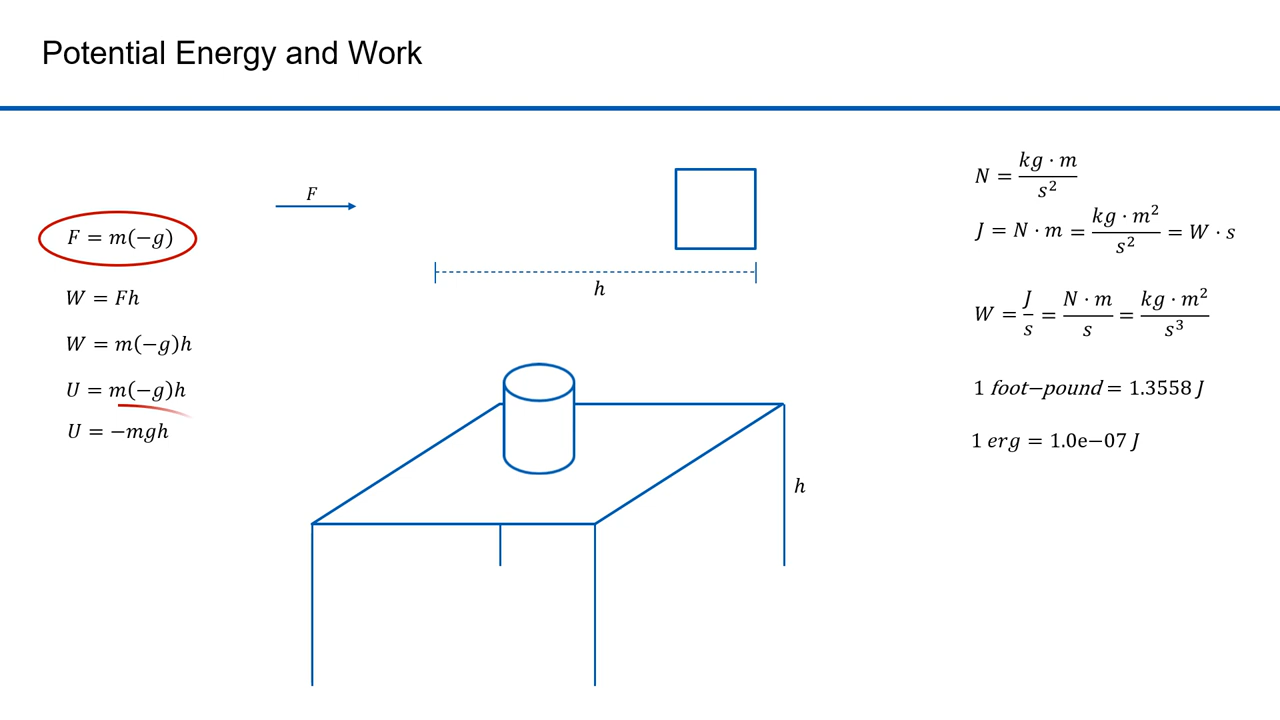 Potential Energy and Work
F
F = m(−g)
W = Fh
W = m(−g)h
U = m(−g)h
U = −mgh
h
h
N = kg · m / s²
J = N · m = kg · m² / s² = W · s
W = J / s = N · m / s = kg · m² / s³
1 foot−pound = 1.3558 J
1 erg = 1.0e−07 J